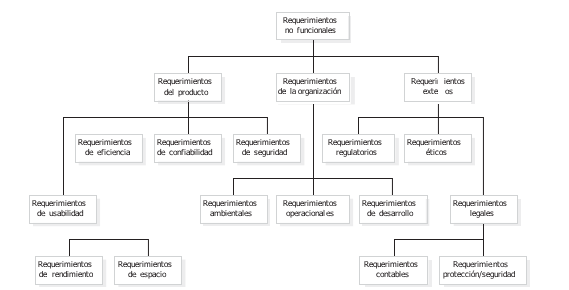 Requerimientos
no funcionales
Requerimientos
del producto
Requerimientos
de la organización
Requeri ientos
exte os
Requerimientos
de eficiencia
Requerimientos
de confiabilidad
Requerimientos
de seguridad
Requerimientos
regulatorios
Requerimientos
éticos
Requerimientos
de usabilidad
Requerimientos
ambientales
Requerimientos
operacionales
Requerimientos
de desarrollo
Requerimientos
legales
Requerimientos
de rendimiento
Requerimientos
de espacio
Requerimientos
contables
Requerimientos
protección/seguridad